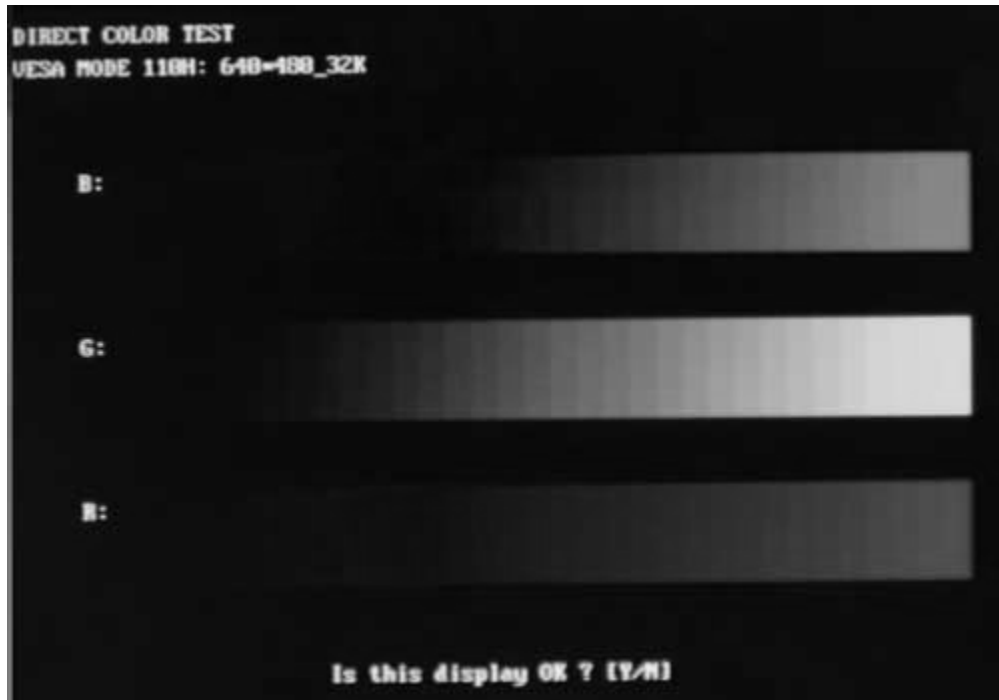 DIRECT COLOR TEST
VESA MODE 110H: 640*480_32K
B:
G:
R:
Is this display OK ? [Y/N]